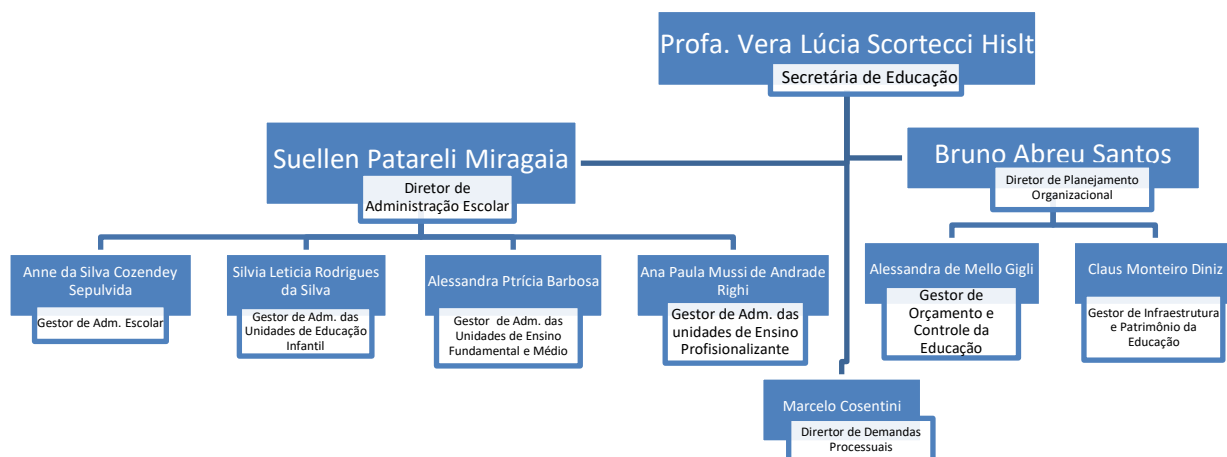 Profa. Vera Lúcia Scortecci Hislt
Secretária de Educação
Suellen Patareli Miragaia
Diretor de
Administração Escolar
Bruno Abreu Santos
Diretor de Planejamento
Organizacional
Anne da Silva Cozendey
Sepulvida
Gestor de Adm. Escolar
Silvia Leticia Rodrigues
da Silva
Gestor de Adm. das
Unidades de Educação
Infantil
Alessandra Ptrícia Barbosa
Gestor de Adm. das
Unidades de Ensino
Fundamental e Médio
Ana Paula Mussi de Andrade
Righi
Gestor de Adm. das
unidades de Ensino
Profisionalizante
Alessandra de Mello Gigli
Gestor de
Orçamento e
Controle da
Educação
Claus Monteiro Diniz
Gestor de Infraestrutura
e Patrimônio da
Educação
Marcelo Cosentini
Dirertor de Demandas
Processuais